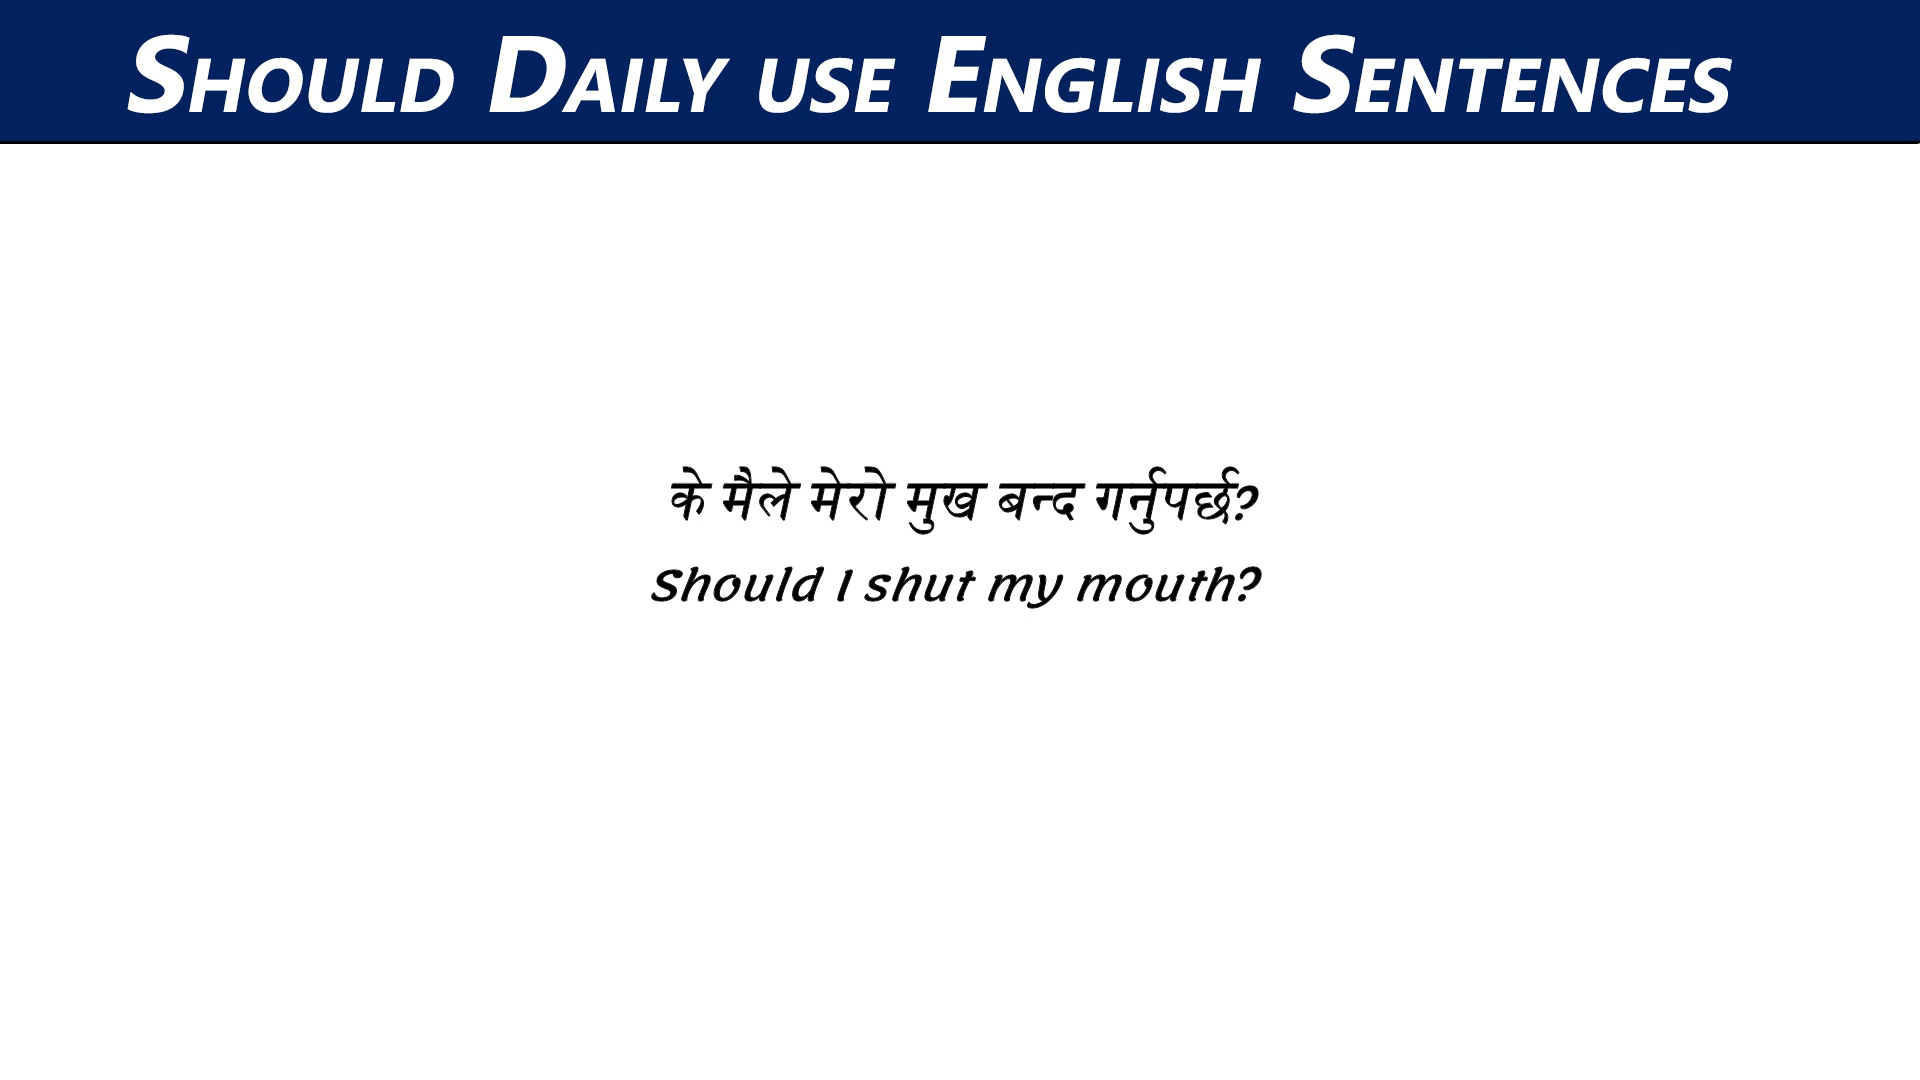 Should Daily use English Sentences
के मैले मेरो मुख बन्द गर्नुपर्छ?
Should I shut my mouth?